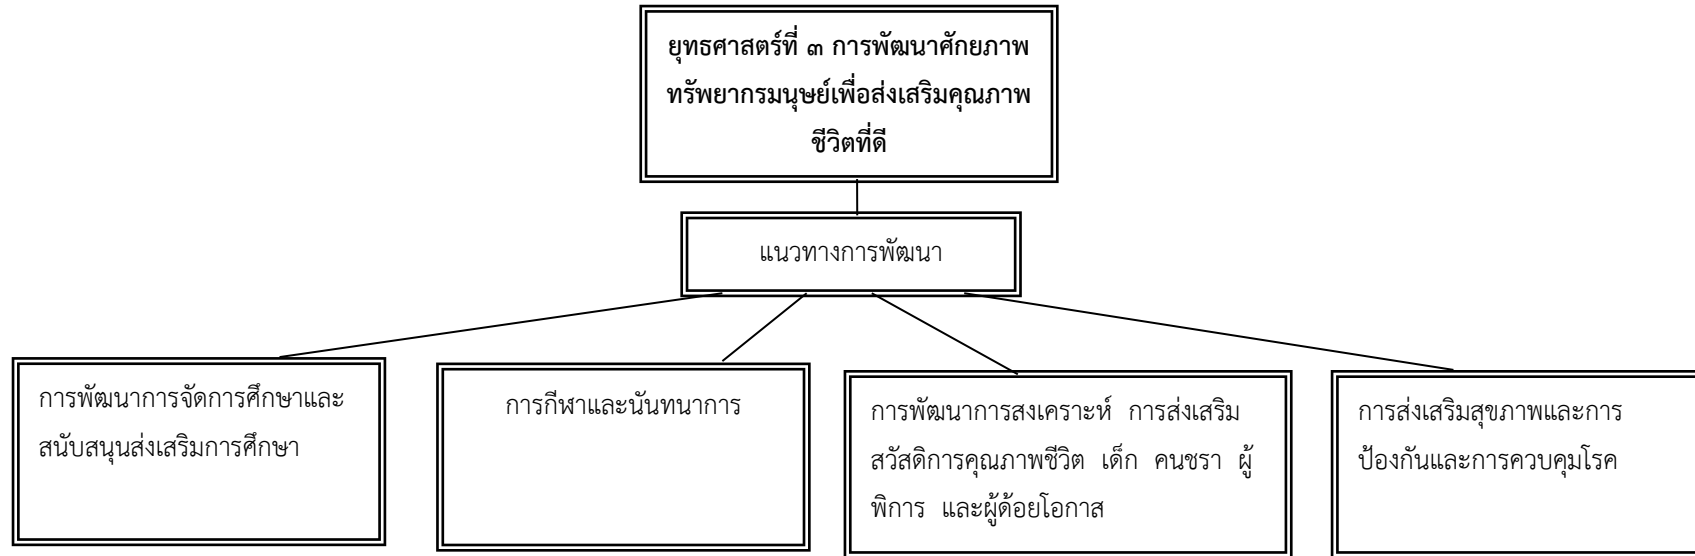 ยุทธศาสตร์ที่ ๓ การพัฒนาศักยภาพ
ทรัพยากรมนุษย์เพื่อส่งเสริมคุณภาพ
ชีวิตที่ดี
แนวทางการพัฒนา
การพัฒนาการจัดการศึกษาและ
สนับสนุนส่งเสริมการศึกษา
การกีฬาและนันทนาการ
การพัฒนาการสงเคราะห์ การส่งเสริม
สวัสดิการคุณภาพชีวิต เด็ก คนชรา ผู้
พิการ และผู้ด้อยโอกาส
การส่งเสริมสุขภาพและการ
ป้องกันและการควบคุมโรค